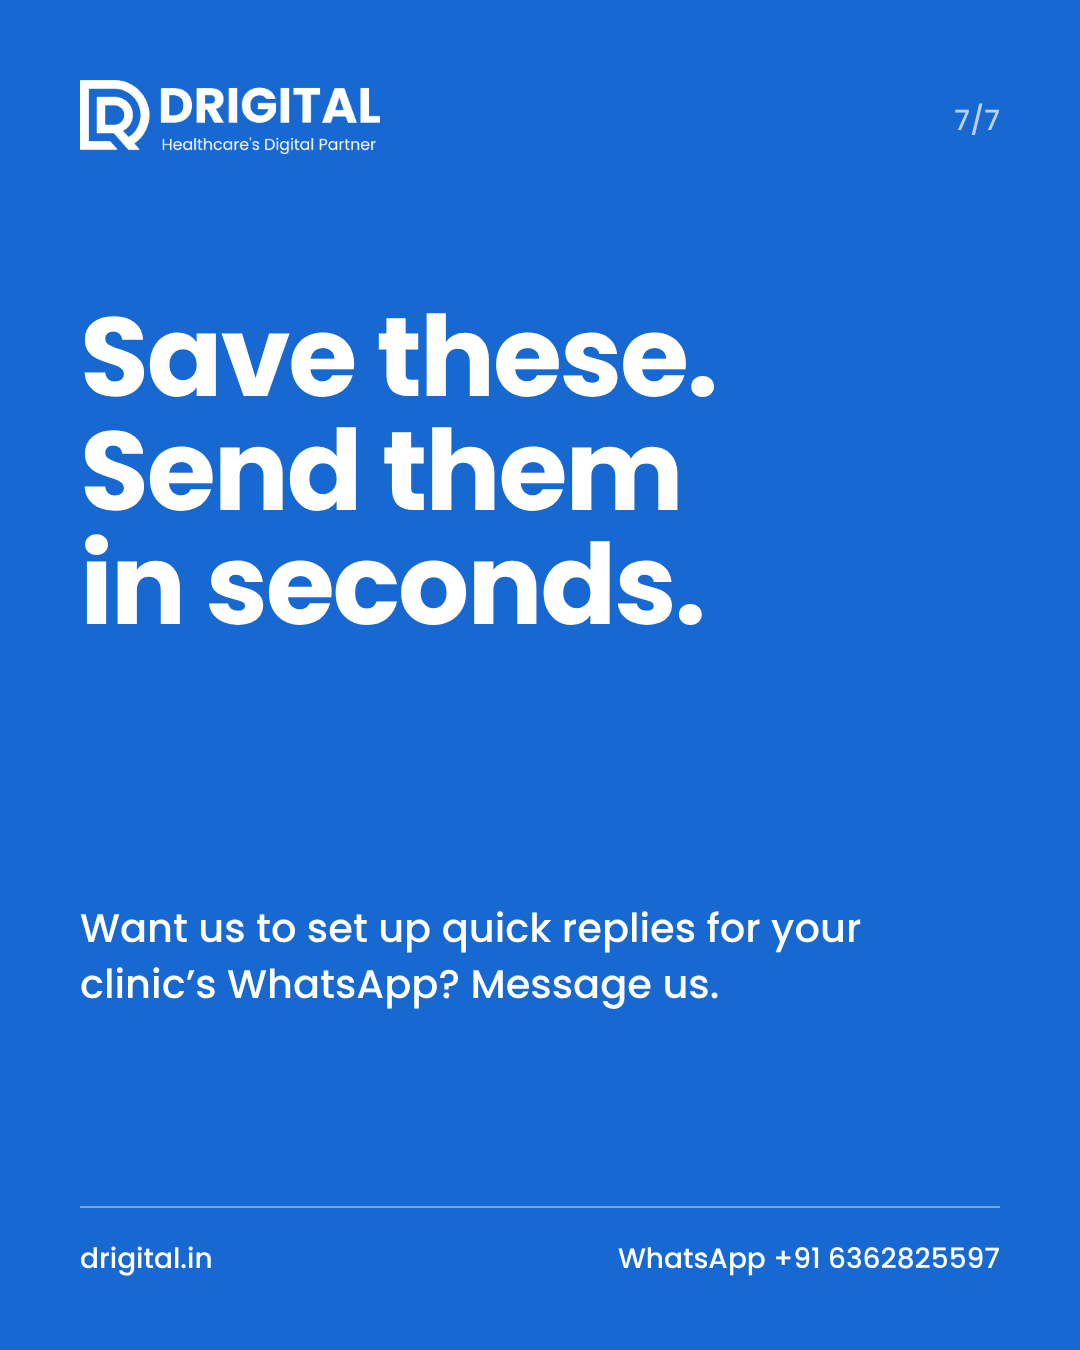 DRIGITAL
Healthcare's Digital Partner
7/7
Save these.
Send them
in seconds.
Want us to set up quick replies for your
clinic’s WhatsApp? Message us.
drigital.in
WhatsApp +91 6362825597